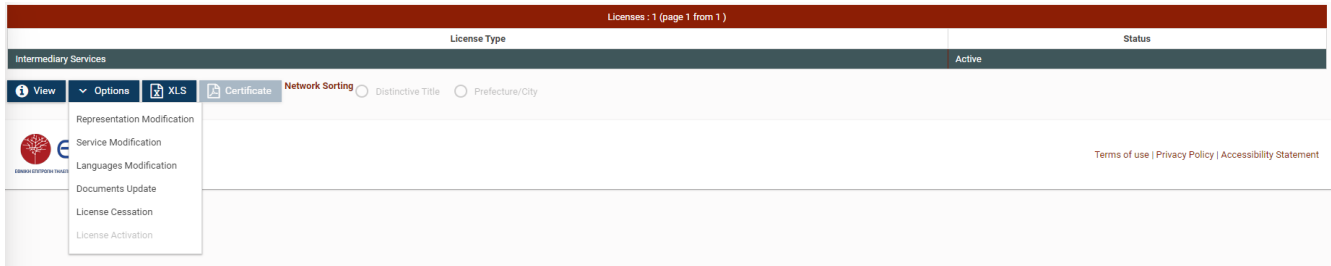 Licenses : 1 (page 1 from 1 )
License Type Status
Intermediary Services Active
View Options XLS Certificate Network Sorting Distinctive Title Prefecture/City
Representation Modification
Service Modification
Languages Modification
Documents Update
License Cessation
License Activation
ΕΘΝΙΚΗ ΕΠΙΤΡΟΠΗ
Terms of use | Privacy Policy | Accessibility Statement